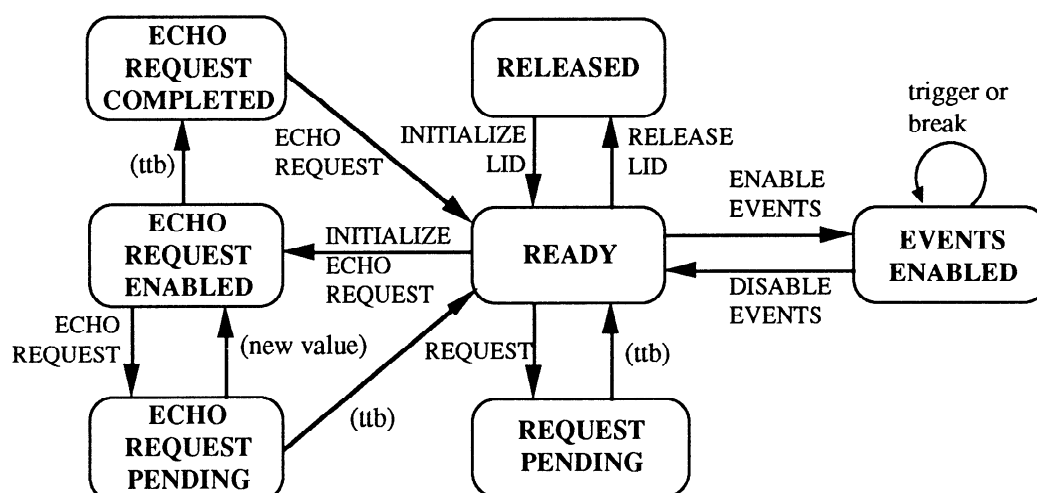 ECHO
REQUEST
COMPLETED
RELEASED
trigger or
break
ECHO
REQUEST
INITIALIZE
LID
RELEASE
LID
(ttb)
ENABLE
EVENTS
ECHO
REQUEST
ENABLED
INITIALIZE
ECHO
REQUEST
READY
EVENTS
ENABLED
DISABLE
EVENTS
ECHO
REQUEST
(new value)
(ttb)
REQUEST
(ttb)
ECHO
REQUEST
PENDING
REQUEST
PENDING